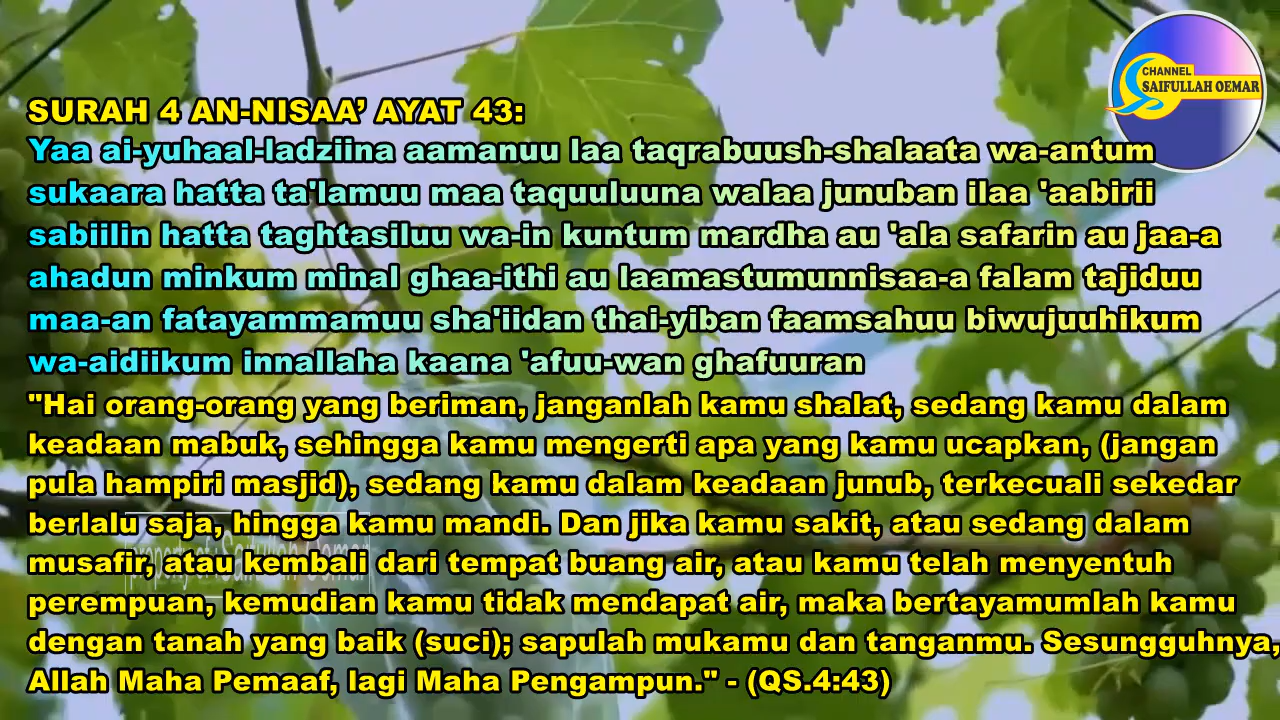 CHANNEL
SAIFULLAH OEMAR
SURAH 4 AN-NISAA’ AYAT 43:
Yaa ai-yuhaal-ladziina aamanuu laa taqrabuush-shalaata wa-antum
sukaara hatta ta'lamuu maa taquuluuna walaa junuban ilaa 'aabirii
sabiilin hatta taghtasiluu wa-in kuntum mardha au 'ala safarin au jaa-a
ahadun minkum minal ghaa-ithi au laamastumunnisaa-a falam tajiduu
maa-an fatayammamuu sha'iidan thai-yiban faamsahuu biwujuuhikum
wa-aidiikum innallaha kaana 'afuu-wan ghafuuran
"Hai orang-orang yang beriman, janganlah kamu shalat, sedang kamu dalam
keadaan mabuk, sehingga kamu mengerti apa yang kamu ucapkan, (jangan
pula hampiri masjid), sedang kamu dalam keadaan junub, terkecuali sekedar
berlalu saja, hingga kamu mandi. Dan jika kamu sakit, atau sedang dalam
musafir, atau kembali dari tempat buang air, atau kamu telah menyentuh
perempuan, kemudian kamu tidak mendapat air, maka bertayamumlah kamu
dengan tanah yang baik (suci); sapulah mukamu dan tanganmu. Sesungguhnya,
Allah Maha Pemaaf, lagi Maha Pengampun." - (QS.4:43)